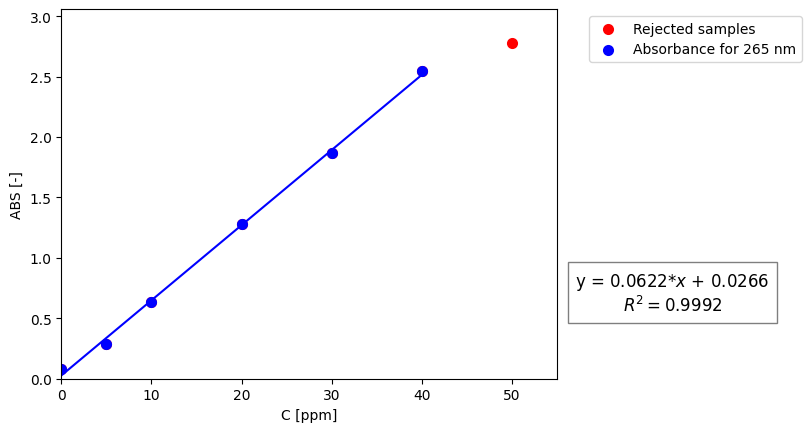 3.0
2.5
2.0
1.5
1.0
0.5
0.0
ABS [-]
0 10 20 30 40 50
C [ppm]
Rejected samples
Absorbance for 265 nm
y = 0.0622*x + 0.0266
R² = 0.9992